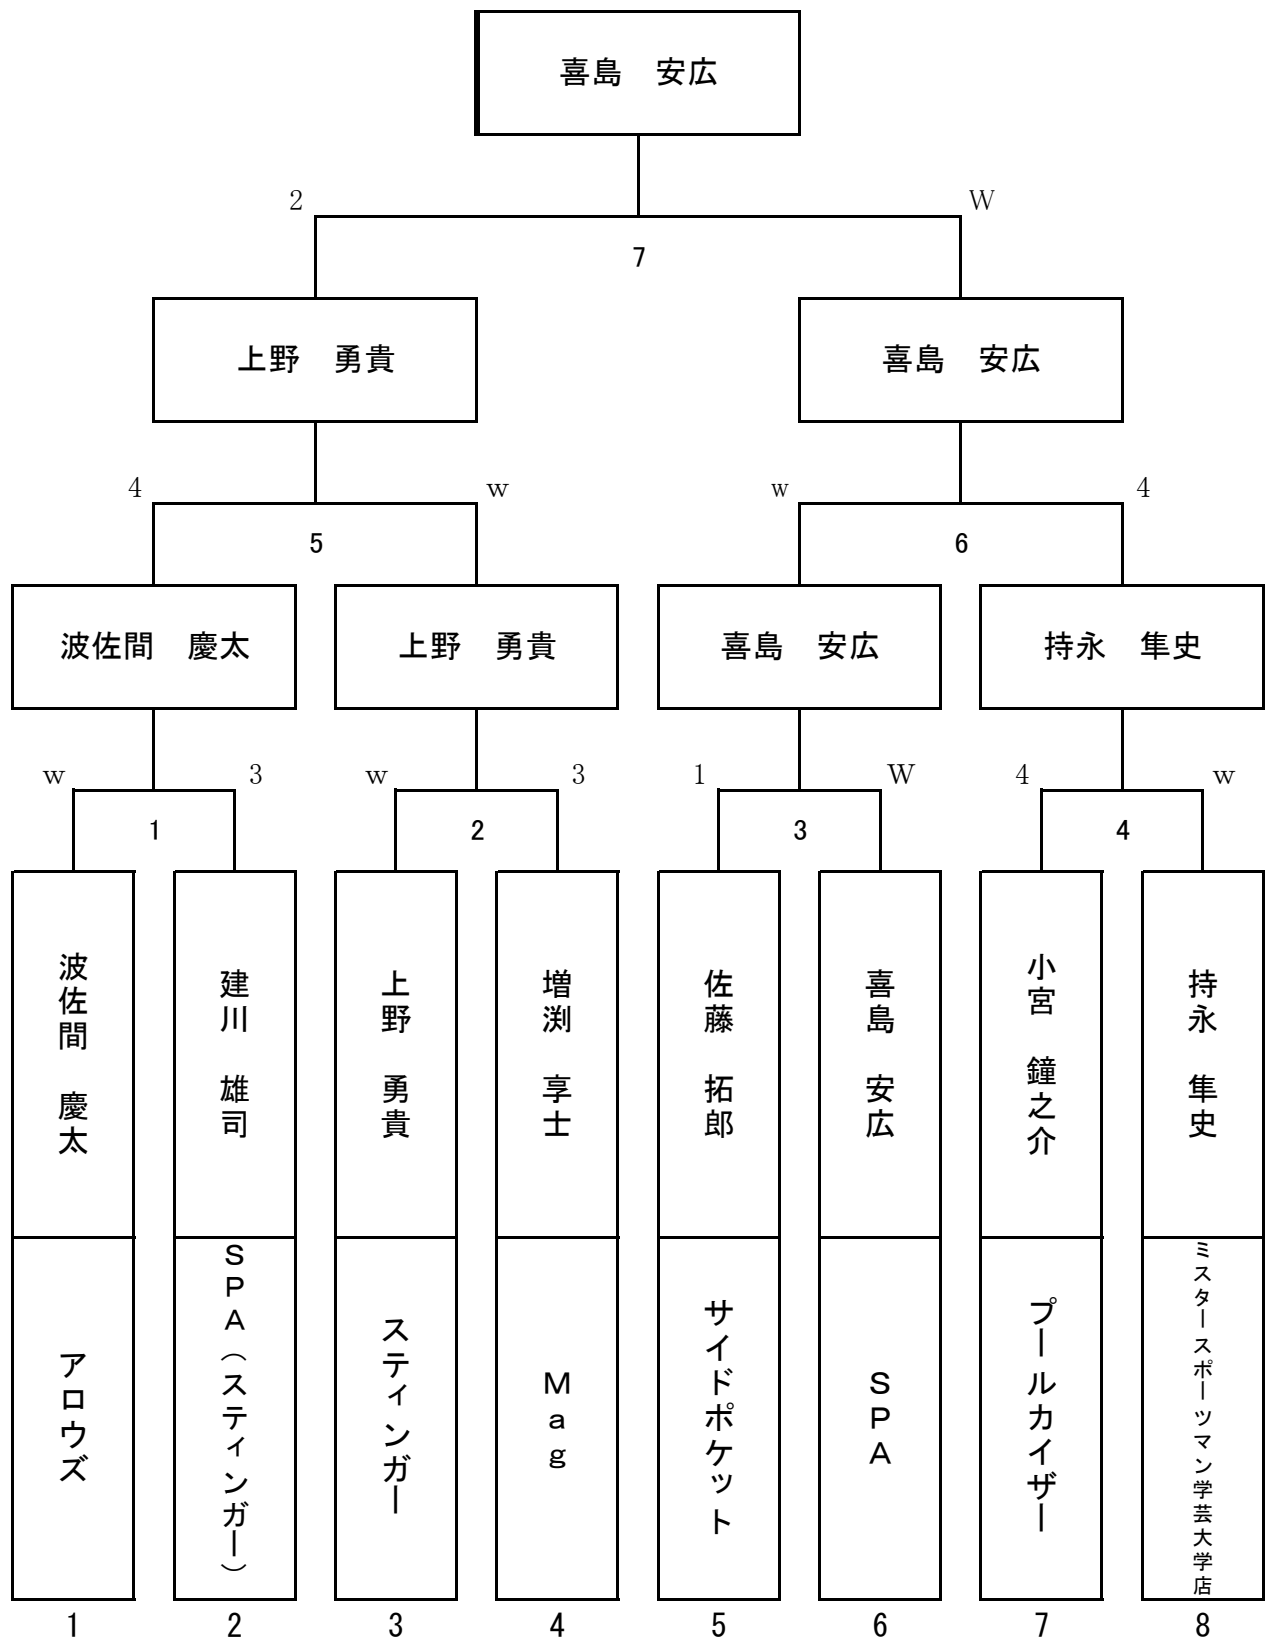 喜島　安広
2
W
7
上野　勇貴
喜島　安広
4
w
w
4
5
6
波佐間　慶太
上野　勇貴
喜島　安広
持永　隼史
w
3
w
3
1
W
4
w
1
2
3
4
波佐間　慶太
建川　雄司
上野　勇貴
増渕　享士
佐藤　拓郎
喜島　安広
小宮　鐘之介
持永　隼史
アロウズ
ＳＰＡ（スティンガー）
スティンガー
Ｍａｇ
サイドポケット
ＳＰＡ
プールカイザー
ミスタースポーツマン学芸大学店
1
2
3
4
5
6
7
8